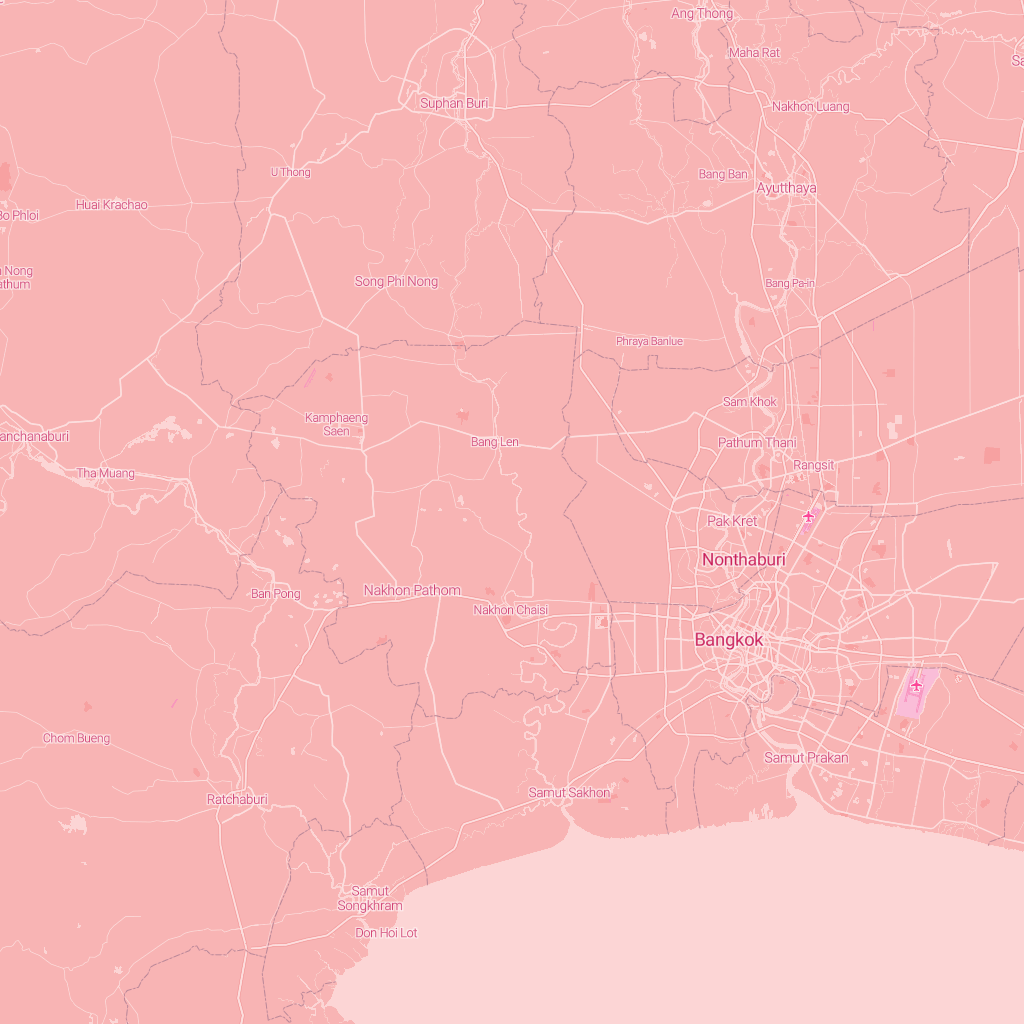 Ang Thong
Maha Rat
Suphan Buri
Nakhon Luang
U Thong
Bang Ban
Ayutthaya
Huai Krachao
Bo Phloi
Nong
Song Phi Nong
Bang Pa-in
Phraya Banlue
Sam Khok
Kamphaeng
Saen
Bang Len
Pathum Thani
Rangsit
Tha Muang
Pak Kret
Nonthaburi
Nakhon Pathom
Ban Pong
Nakhon Chaisi
Bangkok
Chom Bueng
Samut Prakan
Ratchaburi
Samut Sakhon
Samut
Songkhram
Don Hoi Lot